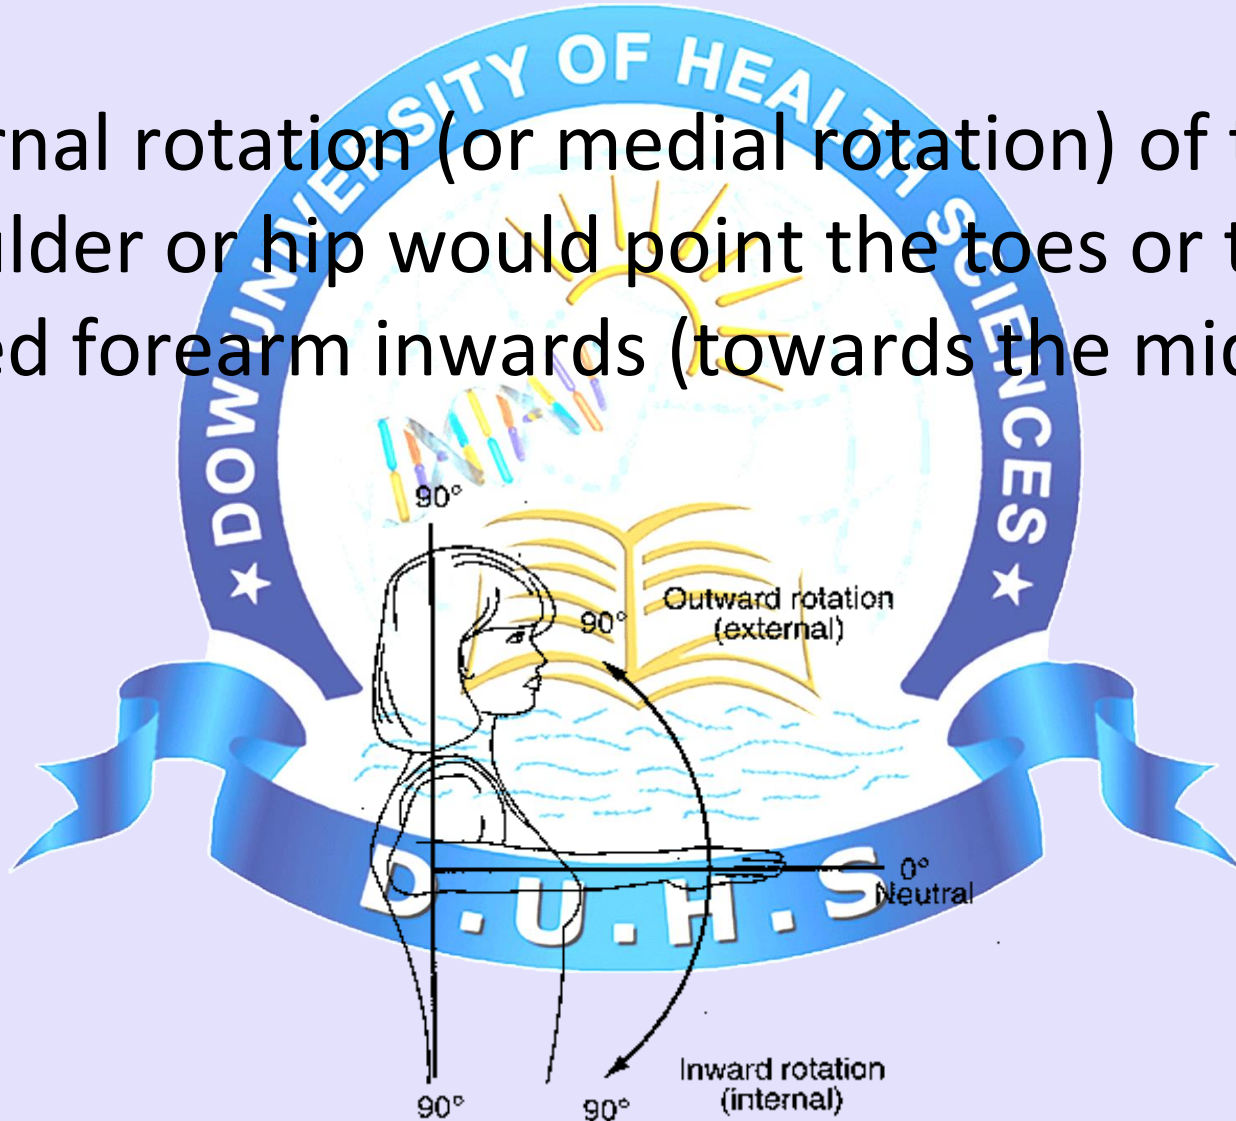 DOW UNIVERSITY OF HEALTH SCIENCES
rnal rotation (or medial rotation) of t
ulder or hip would point the toes or t
ed forearm inwards (towards the mid
90°
90°
Outward rotation
(external)
0°
Neutral
D.U.H.S
Inward rotation
(internal)
90°
90°